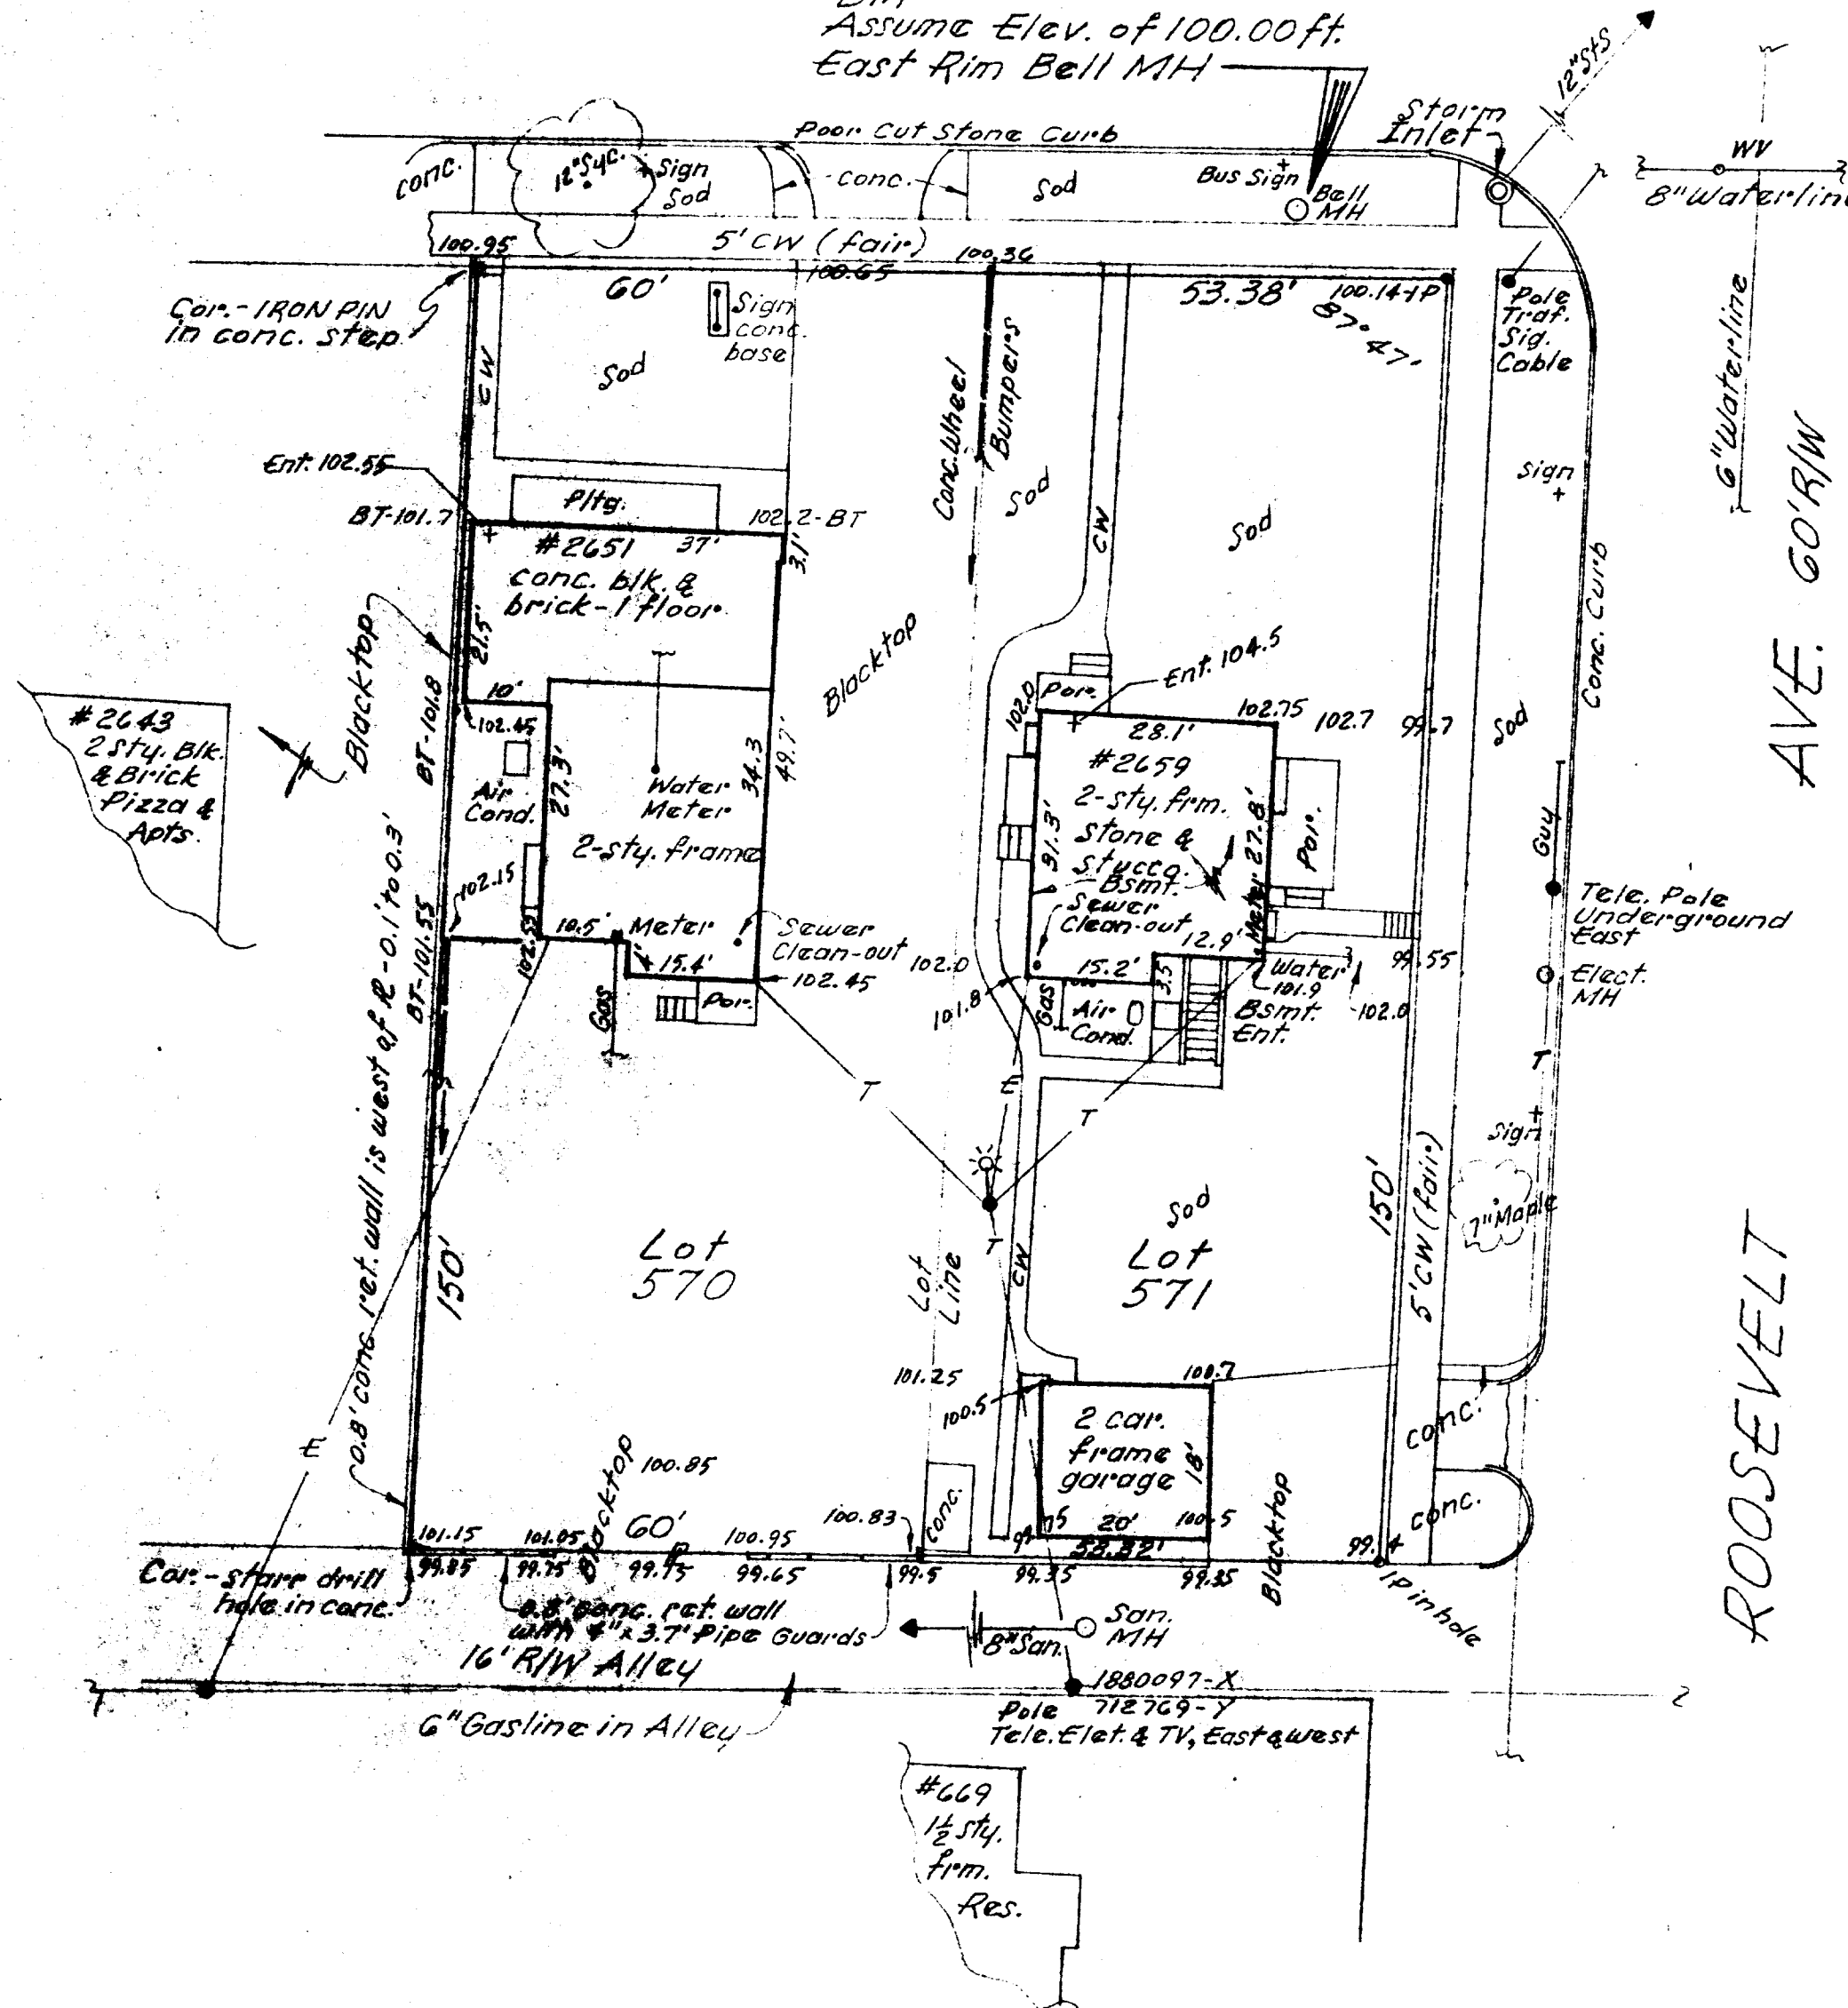 Assume Elev. of 100.00 ft.
East Rim Bell MH
12" StS
Storm
Inlet
Poor Cut Stone Curb
conc.
12" Syc.
Sign
Sod
conc.
Sod
Bus Sign
Bell
MH
WV
8" Waterline
100.95
5' CW (fair)
100.36
100.65
60'
53.38'
100.14-IP
87° 47'
Cor.- IRON PIN
in conc. step
Sign
conc.
base
Pole
Traf.
Sig.
Cable
6" Waterline
CW
Sod
Conc. Wheel
Bumpers
Sod
CW
Sod
Sign
Ent. 102.55
Pltg.
BT-101.7
102.2-BT
#2651
37'
3.1'
conc. blk. &
brick-1 floor
21.5'
Blacktop
Blacktop
Conc. Curb
AVE. 60' R/W
Ent. 104.5
10'
BT-101.8
102.45
#2643
2 Sty. Blk.
& Brick
Pizza &
Apts.
Air
Cond.
27.3'
Water
Meter
34.3
49.7'
2-sty. frame
102.0
Por.
102.75
102.7
99.7
Sod
28.1'
#2659
2-sty. frm.
stone &
stucco.
Bsmt.
31.3'
27.8'
Meter
Por.
Sewer
Clean-out
Guy
Tele. Pole
Underground
East
102.15
BT-101.55
102.55
10.5'
Meter
Sewer
Clean-out
4'
15.4'
102.45
102.0
12.9'
15.2'
3.5
Water
101.9
99.55
Elect.
MH
Gas
Por.
101.8
Gas
Air
Cond.
Bsmt.
Ent.
102.0
T
E
T
T
Sign
0.8' conc. ret. wall is west of PL - 0.1' to 0.3'
150'
Lot
570
Lot
Line
T
CW
Sod
Lot
571
150'
5' CW (fair)
7" Maple
ROOSEVELT
E
101.25
100.7
100.5
2 car.
frame
garage
18'
conc.
Blacktop
100.85
60'
100.83
conc.
20'
100.5
Blacktop
conc.
101.15
101.05
100.95
53.32'
99.4
Cor.- stare drill
hole in conc.
99.85
99.75
99.75
99.65
99.5
99.35
99.35
IP in hole
0.8' conc. ret. wall
with 4" x 3.7' Pipe Guards
16' R/W Alley
8" San.
San.
MH
1880097-X
712769-Y
Pole
Tele. Elet. & TV, East & West
6" Gasline in Alley
#669
1½ sty.
frm.
Res.